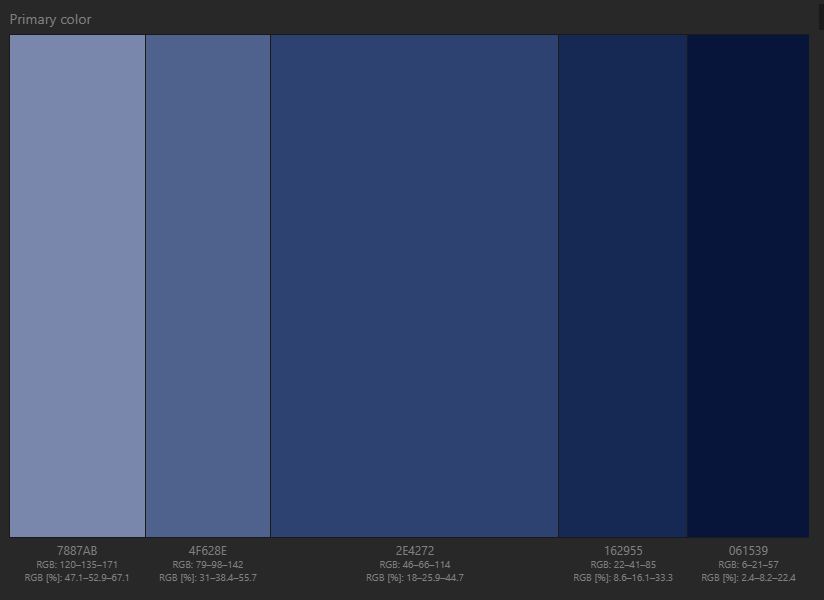 Primary color
7887AB
RGB: 120–135–171
RGB [%]: 47.1–52.9–67.1
4F628E
RGB: 79–98–142
RGB [%]: 31–38.4–55.7
2E4272
RGB: 46–66–114
RGB [%]: 18–25.9–44.7
162955
RGB: 22–41–85
RGB [%]: 8.6–16.1–33.3
061539
RGB: 6–21–57
RGB [%]: 2.4–8.2–22.4